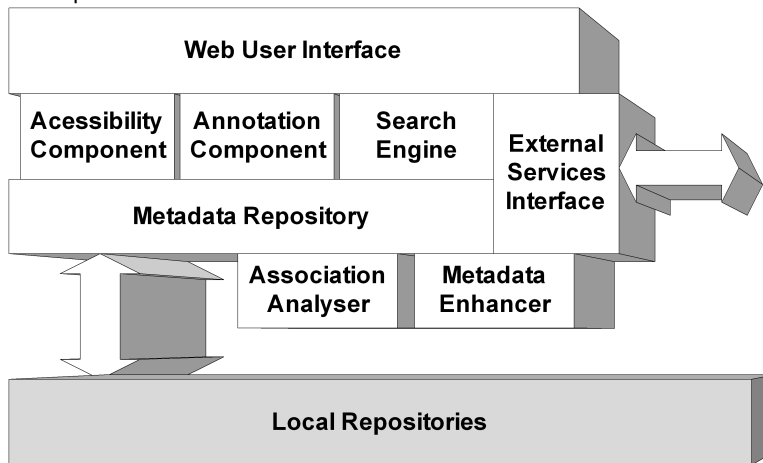 Web User Interface
Acessibility
Component
Annotation
Component
Search
Engine
External
Services
Interface
Metadata Repository
Association
Analyser
Metadata
Enhancer
Local Repositories